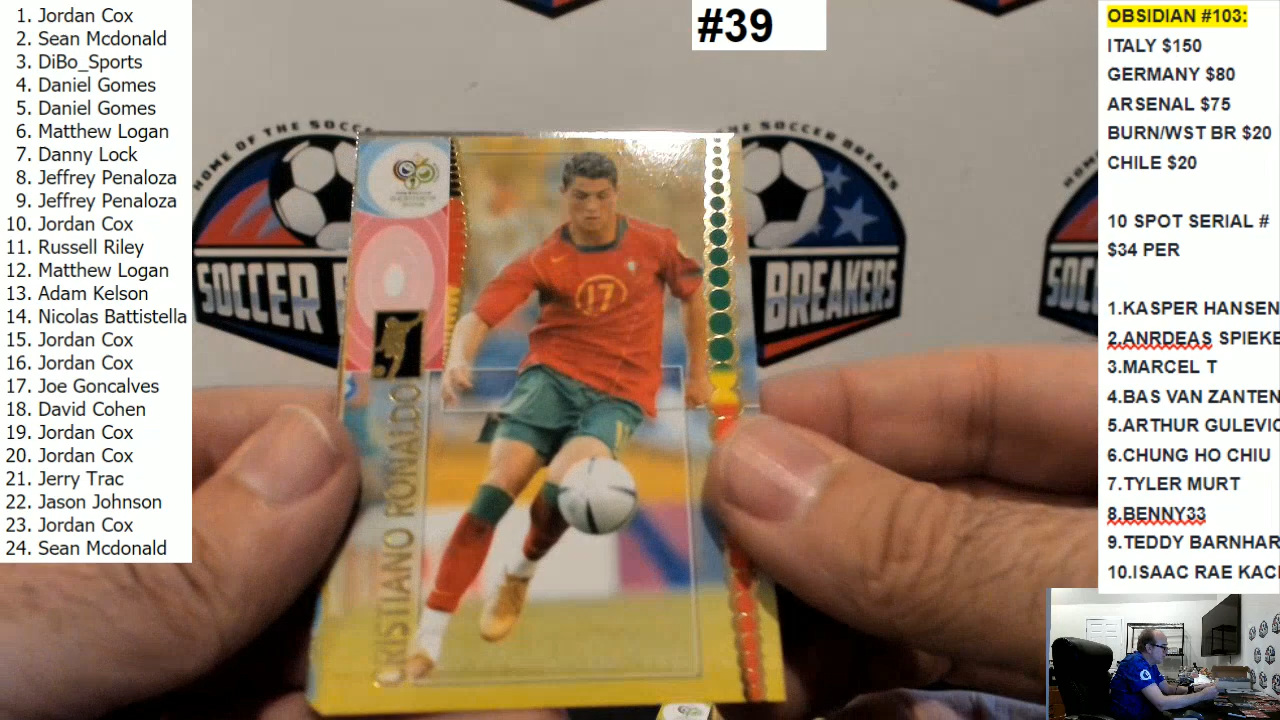 1. Jordan Cox
2. Sean Mcdonald
3. DiBo_Sports
4. Daniel Gomes
5. Daniel Gomes
6. Matthew Logan
7. Danny Lock
8. Jeffrey Penaloza
9. Jeffrey Penaloza
10. Jordan Cox
11. Russell Riley
12. Matthew Logan
13. Adam Kelson
14. Nicolas Battistella
15. Jordan Cox
16. Jordan Cox
17. Joe Goncalves
18. David Cohen
19. Jordan Cox
20. Jordan Cox
21. Jerry Trac
22. Jason Johnson
23. Jordan Cox
24. Sean Mcdonald
#39
HOME OF THE SOCCER
SOCCER
BREAKERS
17
CRISTIANO RONALDO
OBSIDIAN #103:
ITALY $150
GERMANY $80
ARSENAL $75
BURN/WST BR $20
CHILE $20
10 SPOT SERIAL #
$34 PER
1.KASPER HANSEN
2.ANRDEAS SPIEKE
3.MARCEL T
4.BAS VAN ZANTEN
5.ARTHUR GULEVIC
6.CHUNG HO CHIU
7.TYLER MURT
8.BENNY33
9.TEDDY BARNHAR
10.ISAAC RAE KAC